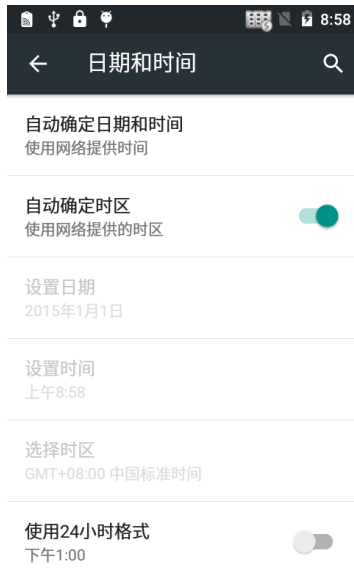 8:58
日期和时间
自动确定日期和时间
使用网络提供时间
自动确定时区
使用网络提供的时区
设置日期
2015年1月1日
设置时间
上午8:58
选择时区
GMT+08:00 中国标准时间
使用24小时格式
下午1:00